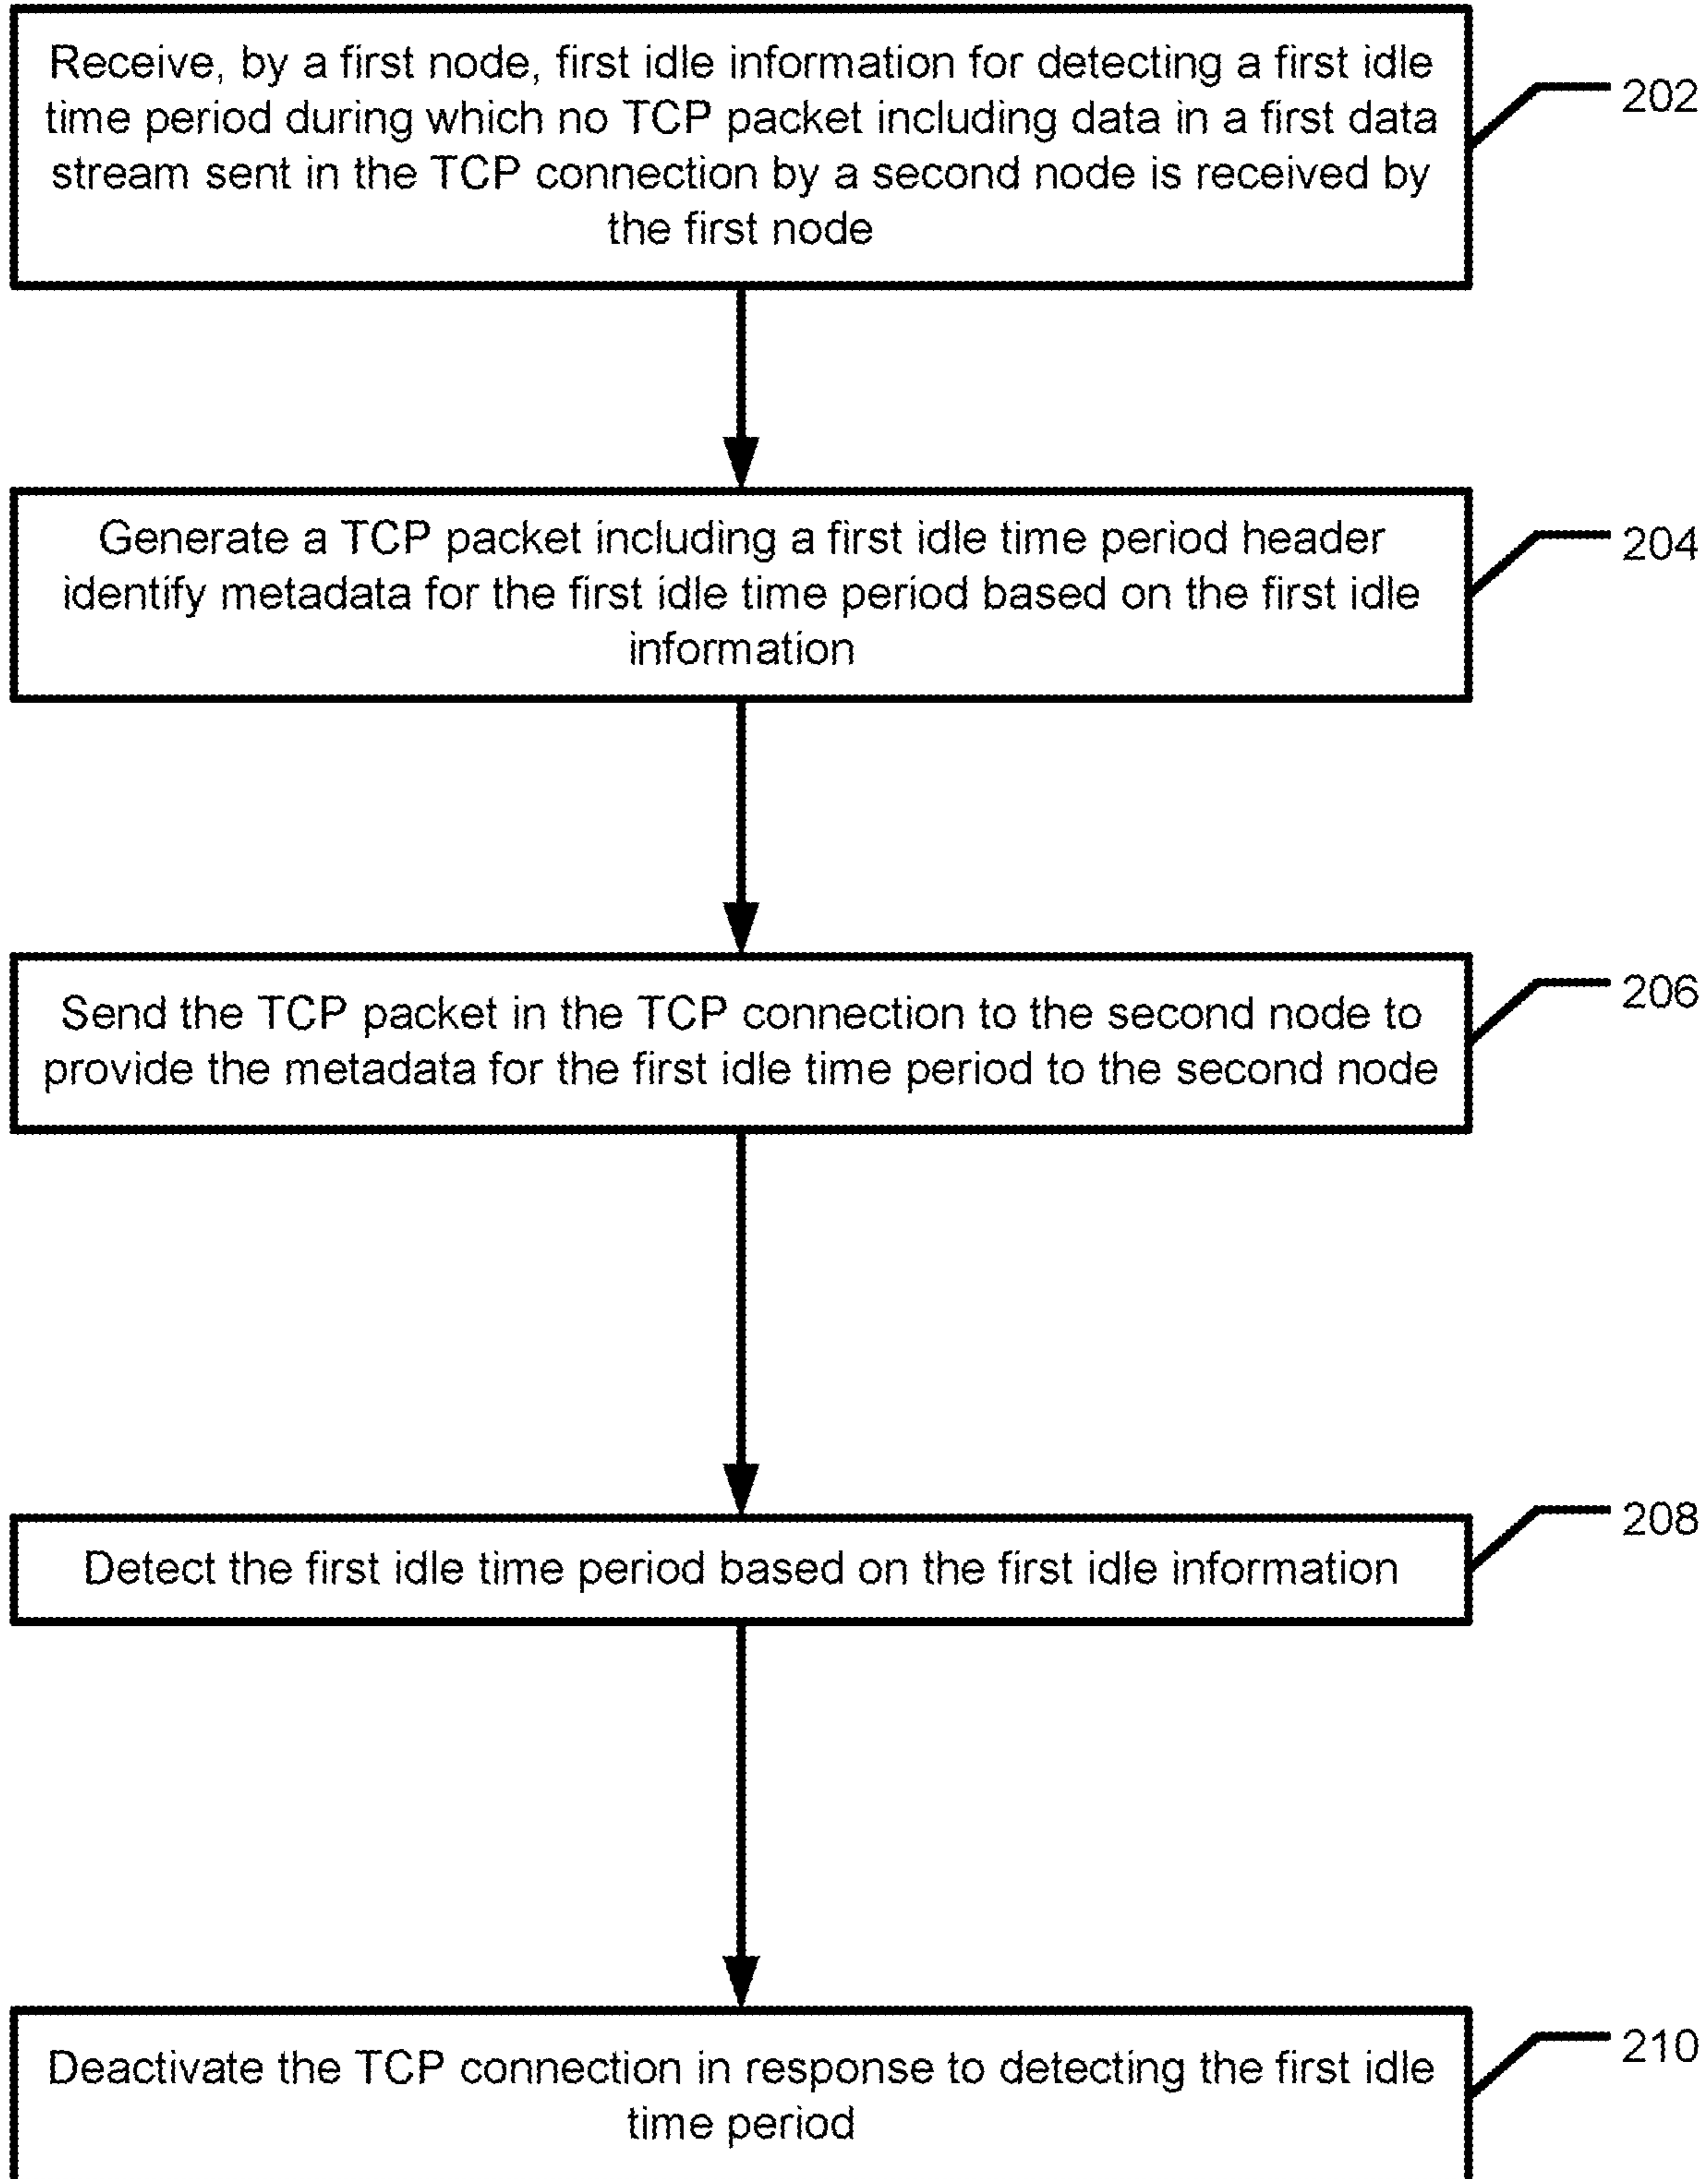 Receive, by a first node, first idle information for detecting a first idle
time period during which no TCP packet including data in a first data
stream sent in the TCP connection by a second node is received by
the first node
202
Generate a TCP packet including a first idle time period header
identify metadata for the first idle time period based on the first idle
information
204
Send the TCP packet in the TCP connection to the second node to
provide the metadata for the first idle time period to the second node
206
Detect the first idle time period based on the first idle information
208
Deactivate the TCP connection in response to detecting the first idle
time period
210